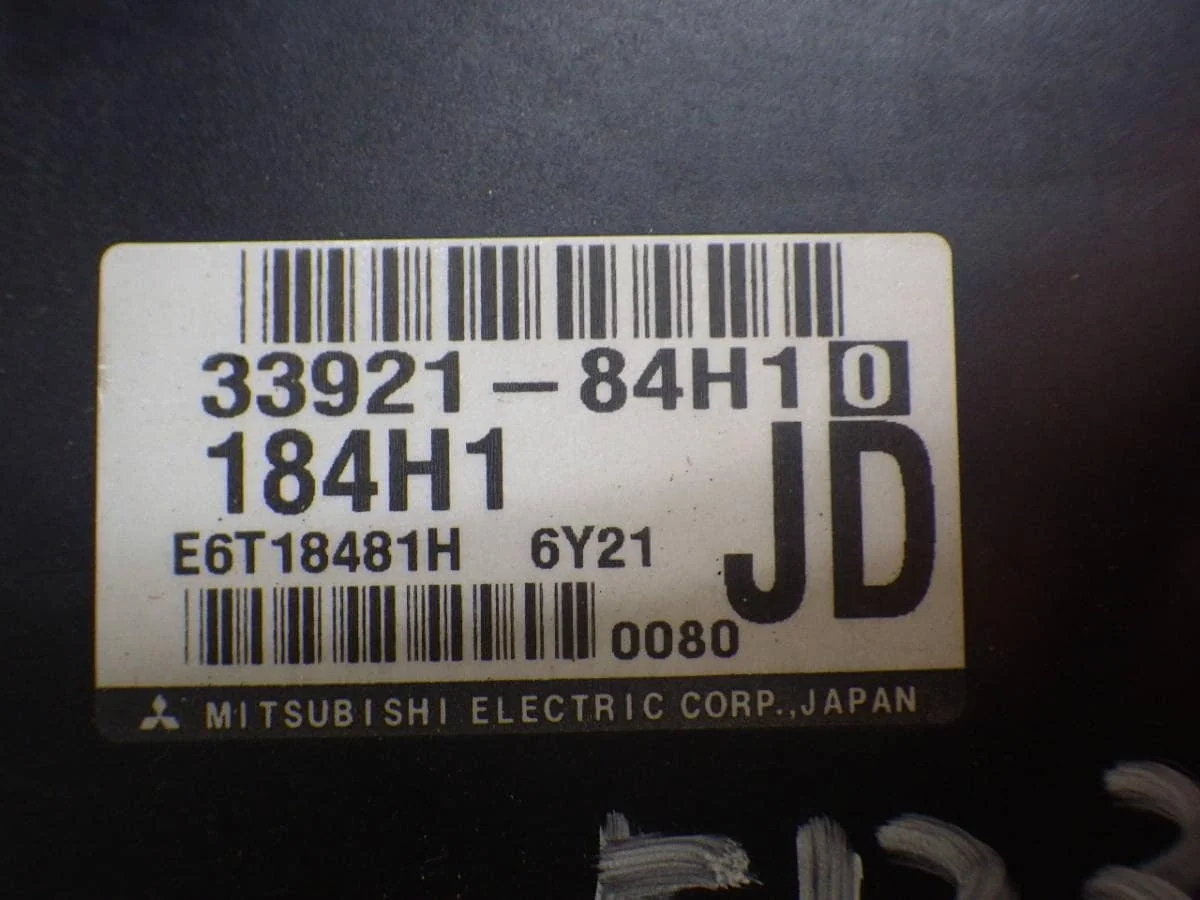 33921-84H10
184H1
JD
E6T18481H 6Y21
0080
MITSUBISHI ELECTRIC CORP.,JAPAN